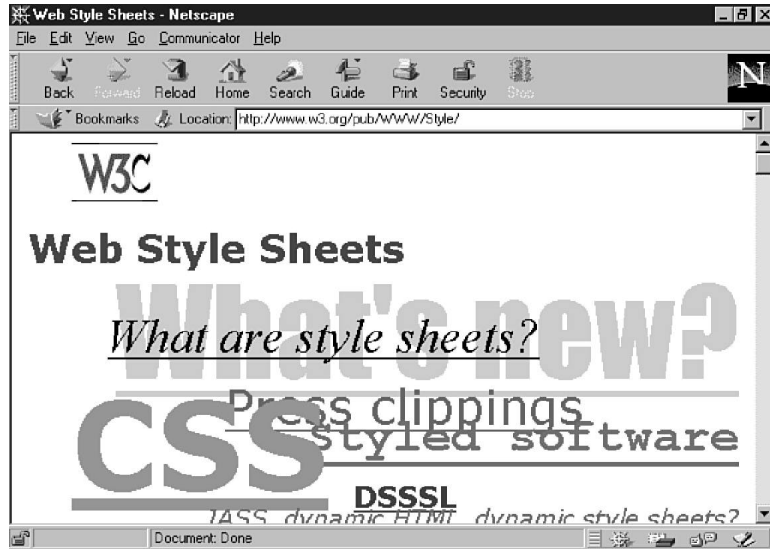 Web Style Sheets - Netscape
File Edit View Go Communicator Help
Back Forward Reload Home Search Guide Print Security Stop
Bookmarks Location: http://www.w3.org/pub/WWW/Style/
W3C
Web Style Sheets
What's new?
What are style sheets?
Press clippings
CSS
Styled software
DSSSL
JASS, dynamic HTML, dynamic style sheets?
Document: Done
N